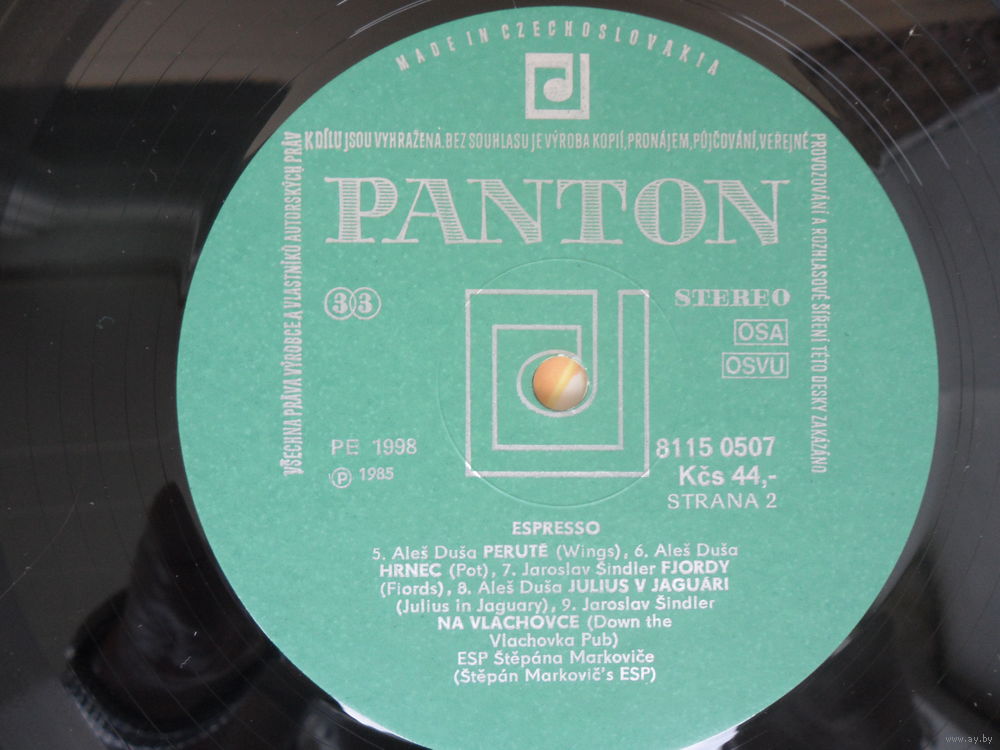 MADE IN CZECHOSLOVAKIA
VŠECHNA PRÁVA VÝROBCE A VLASTNÍKŮ AUTORSKÝCH PRÁV
K DÍLU JSOU VYHRAŽENA. BEZ SOUHLASU JE VÝROBA KOPIÍ, PRONÁJEM, PŮJČOVÁNÍ, VEŘEJNÉ
PROVOZOVÁNÍ A ROZHLASOVÉ ŠÍŘENÍ TÉTO DESKY ZAKÁZÁNO
PANTON
33
STEREO
OSA
OSVU
PE 1998
8115 0507
Ⓟ 1985
Kčs 44,-
STRANA 2
ESPRESSO
5. Aleš Duša PERUTĚ (Wings), 6. Aleš Duša
HRNEC (Pot), 7. Jaroslav Šindler FJORDY
(Fiords), 8. Aleš Duša JULIUS V JAGUÁRI
(Julius in Jaguary), 9. Jaroslav Šindler
NA VLACHOVCE (Down the
Vlachovka Pub)
ESP Štěpána Markoviče
(Štěpán Markovič's ESP)
www.ay.by